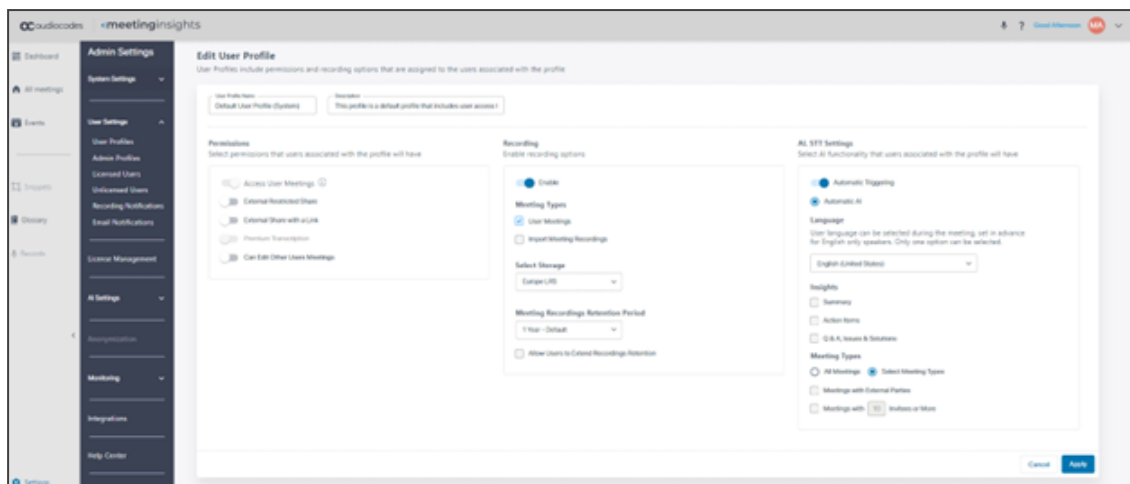 audiocodes meetinginsights
? Good Afternoon MA
Dashboard
All meetings
Events
Snippets
Glossary
Records
Settings
Admin Settings
System Settings
User Settings
User Profiles
Admin Profiles
Licensed Users
Unlicensed Users
Recording Notifications
Email Notifications
License Management
AI Settings
Anonymization
Monitoring
Integrations
Help Center
Edit User Profile
User Profiles include permissions and recording options that are assigned to the users associated with the profile
User Profile Name
Default User Profile (System)
Description
This profile is a default profile that includes user access t
Permissions
Select permissions that users associated with the profile will have
Access User Meetings
External Restricted Share
External Share with a Link
Premium Transcription
Can Edit Other Users Meetings
Recording
Enable recording options
Enable
Meeting Types
User Meetings
Import Meeting Recordings
Select Storage
Europe LRS
Meeting Recordings Retention Period
1 Year - Default
Allow Users to Extend Recordings Retention
AI, STT Settings
Select AI functionality that users associated with the profile will have
Automatic Triggering
Automatic AI
Language
User language can be selected during the meeting, set in advance
for English only speakers. Only one option can be selected.
English (United States)
Insights
Summary
Action Items
Q & A, Issues & Solutions
Meeting Types
All Meetings Select Meeting Types
Meetings with External Parties
Meetings with 10 Invitees or More
Cancel Apply